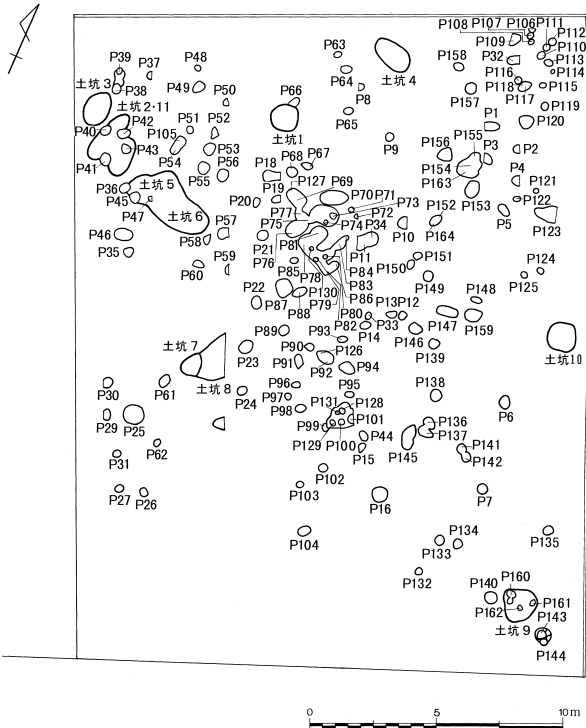 P108 P107 P106 P111
P112
P109
P110
P39 P37 P48 P63 P158 P32 P113
P114
土坑3 P38 P49 P64 土坑4 P116
P118 P115
P117
土坑2・11 P50 P66 P8 P157
P119
P40 P42 P51 P52 土坑1 P65 P1 P120
P105
P43 P9 P155
P54 P53 P156 P2
P41 P55 P56 P18 P68 P67 P154 P3
P163 P4
P36 土坑5 P127 P69
P19 P70 P71
P45 P20 P73 P153 P121
P122
P47 P77 P72 P152 P5
土坑6 P75 P74 P34 P10 P164 P123
P46 P58 P57 P21 P81
P35 P76 P11 P151
P60 P59 P85 P78 P84 P150
P83 P149 P125 P124
P22 P130 P86
P87 P88 P79 P80 P13 P12 P148
P82 P33 P147 P159
P89 P93 P14 P146
土坑7 P23 P90 P126 P139 土坑10
P91 P92 P94
土坑8 P96 P95 P138
P30 P61 P24 P97 P131 P128 P6
P29 P25 P98 P101 P136
P99 P44 P137 P141
P62 P129 P100 P15 P145
P31 P142
P102
P27 P26 P103 P16 P7
P104 P134 P135
P133
P132 P140 P160
P162 P161
土坑9 P143
P144
0 5 10m